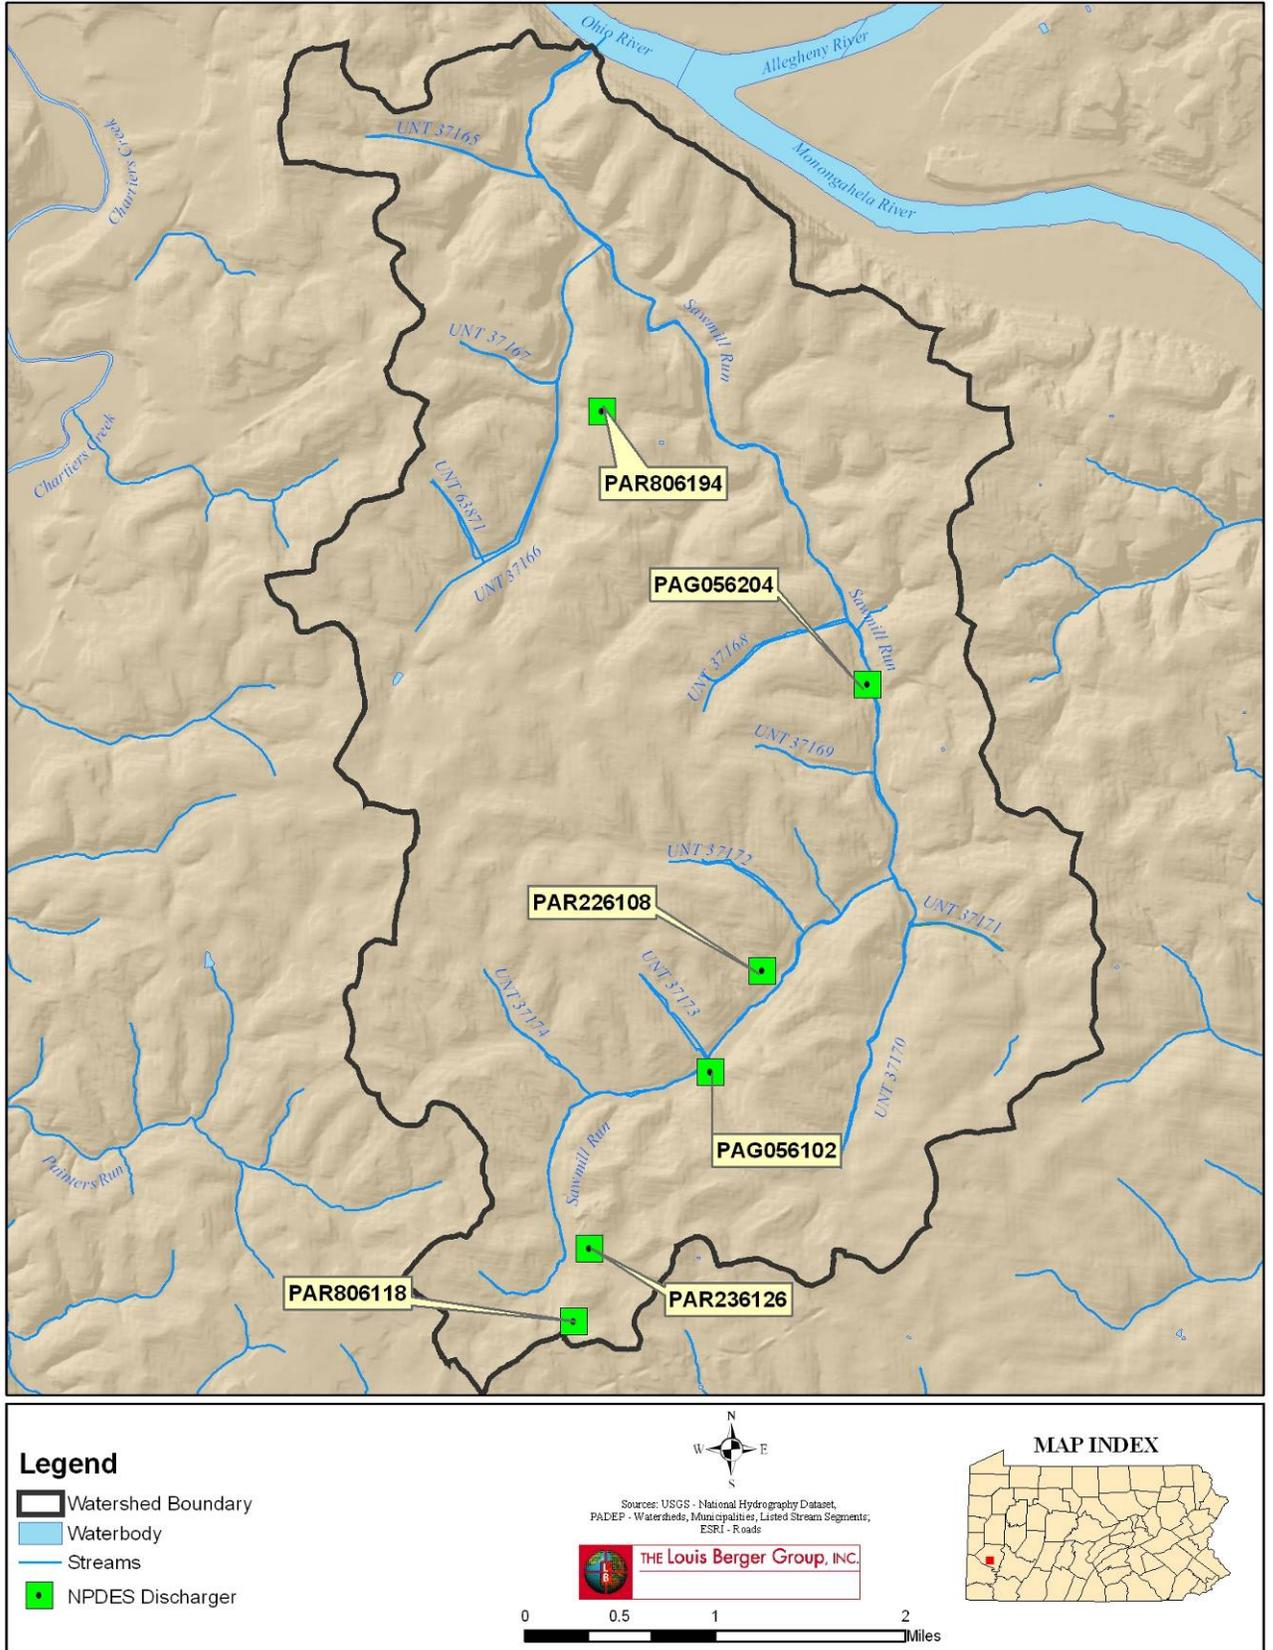 Ohio River
Allegheny River
Chartiers Creek
UNT 37165
Monongahela River
Sawmill Run
UNT 37167
Chartiers Creek
PAR806194
UNT 63871
UNT 37166
PAG056204
Sawmill Run
UNT 37168
UNT 37169
UNT 37172
PAR226108
UNT 37171
UNT 37173
UNT 37174
UNT 37170
PAG056102
Sawmill Run
Painters Run
PAR806118
PAR236126
Legend
Watershed Boundary
Waterbody
Streams
NPDES Discharger
N
W E
S
Sources: USGS - National Hydrography Dataset,
PADEP - Watersheds, Municipalities, Listed Stream Segments;
ESRI - Roads
L
B
THE Louis Berger Group, INC.
0 0.5 1 2
Miles
MAP INDEX